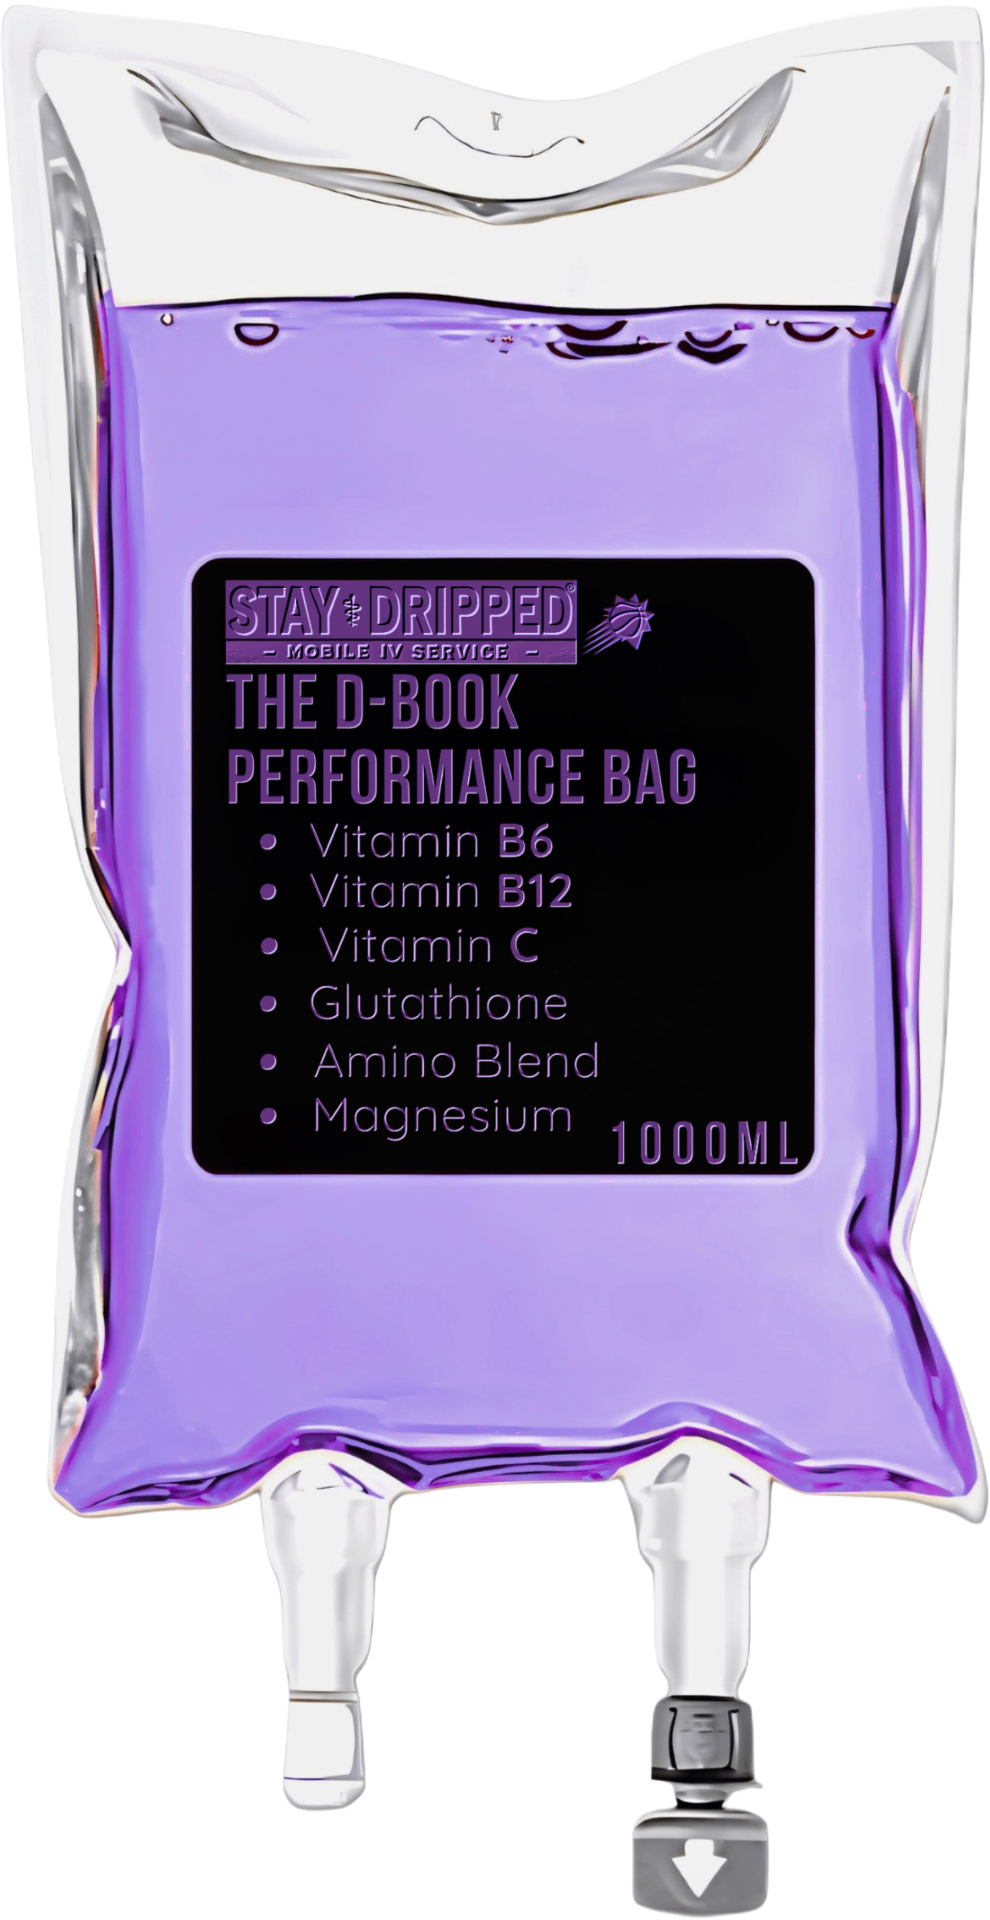 STAY DRIPPED®
- MOBILE IV SERVICE -
THE D-BOOK
PERFORMANCE BAG
• Vitamin B6
• Vitamin B12
• Vitamin C
• Glutathione
• Amino Blend
• Magnesium
1000ML